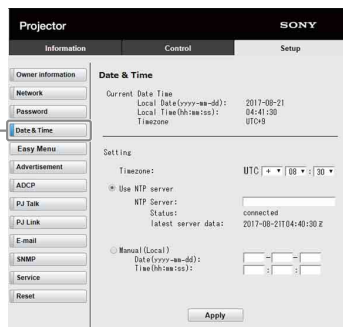 Projector
SONY
Information Control Setup
Owner information
Network
Password
Date & Time
Easy Menu
Advertisement
ADCP
PJ Talk
PJ Link
E-mail
SNMP
Service
Reset
Date & Time
Current Date Time
Local Date(yyyy-mm-dd): 2017-08-21
Local Time(hh:mm:ss): 04:41:30
Timezone UTC+9
Setting
Timezone: UTC + 08 : 30
Use NTP server
NTP Server:
Status: connected
latest server data: 2017-08-21T04:40:30 Z
Manual(Local)
Date(yyyy-mm-dd): - -
Time(hh:mm:ss): : :
Apply